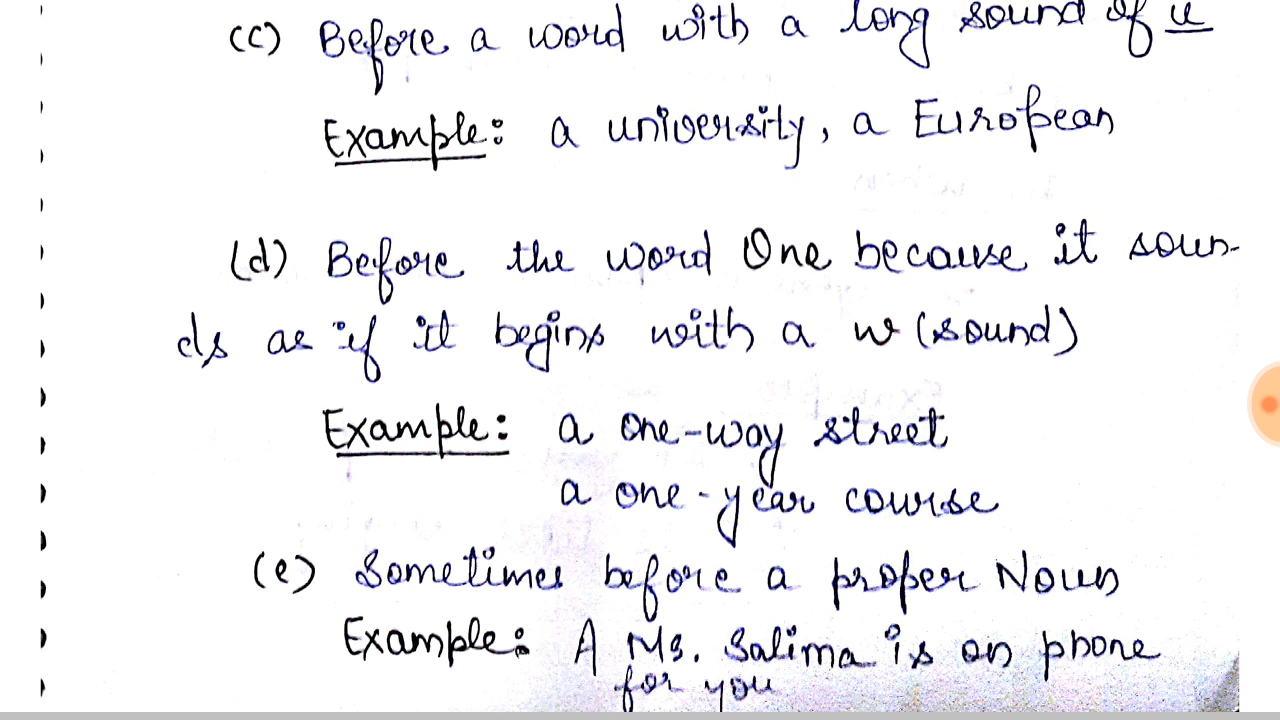 (c) Before a word with a long sound of u
Example: a university, a European
(d) Before the word One because it soun-
ds as if it begins with a w (sound)
Example: a one-way street
a one-year course
(e) Sometimes before a proper Noun
Example: A Ms. Salima is on phone
for you